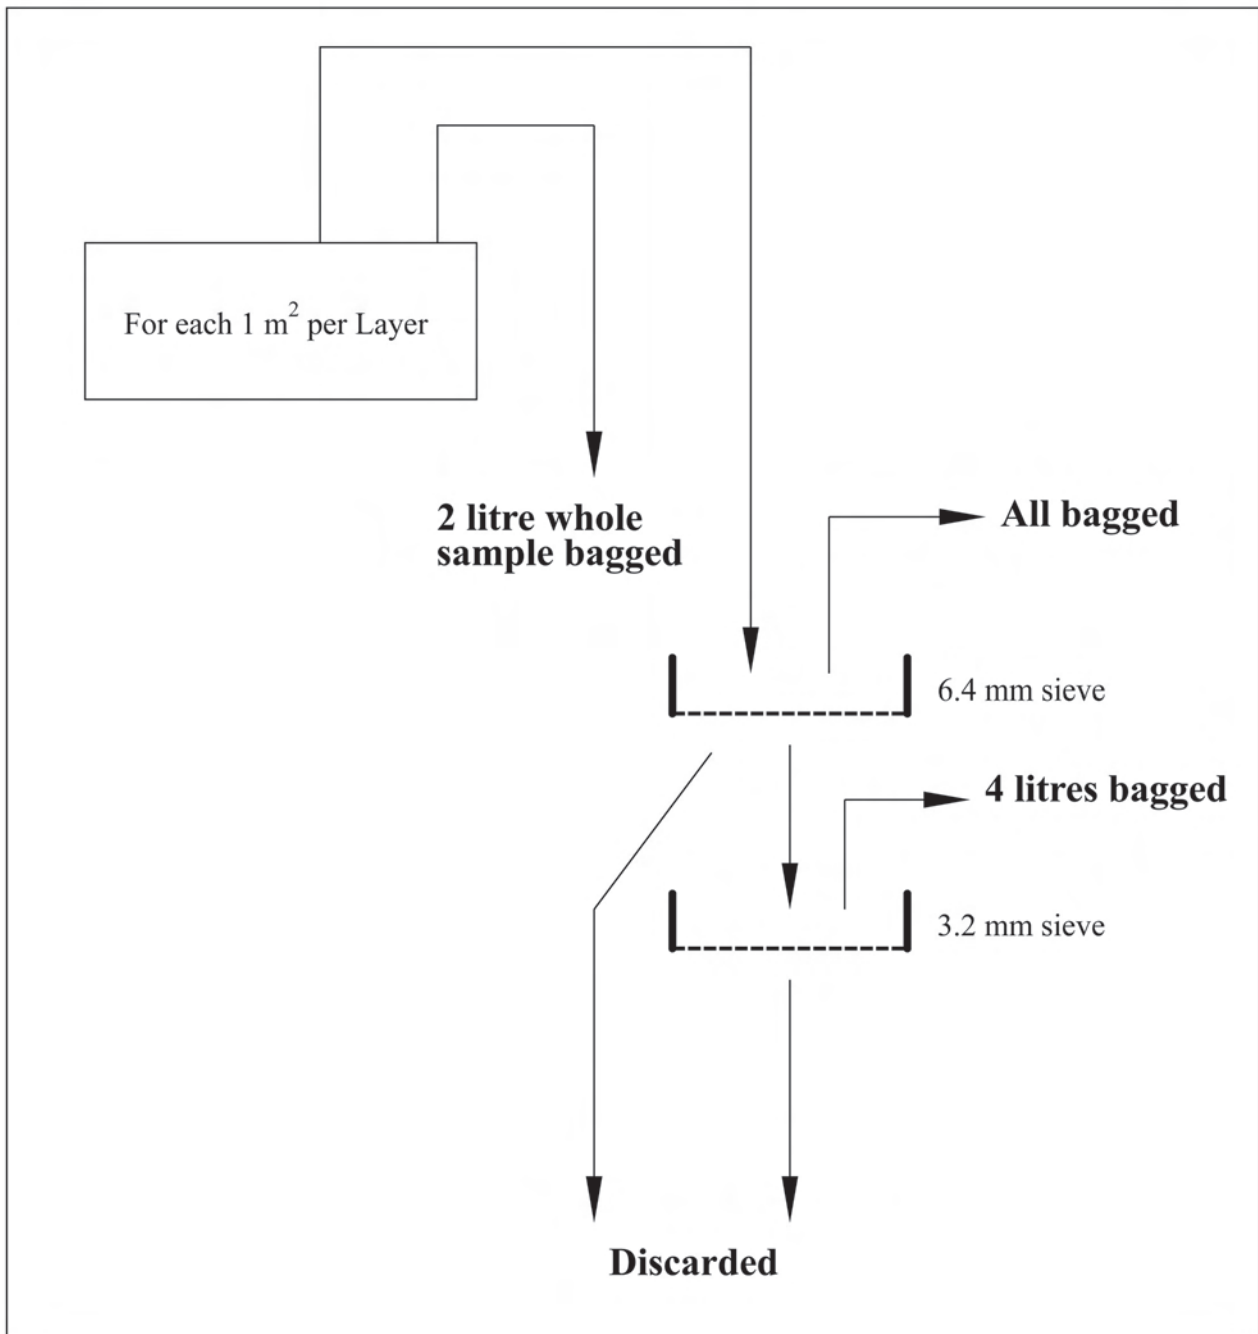 For each 1 m² per Layer
2 litre whole
sample bagged
All bagged
6.4 mm sieve
4 litres bagged
3.2 mm sieve
Discarded